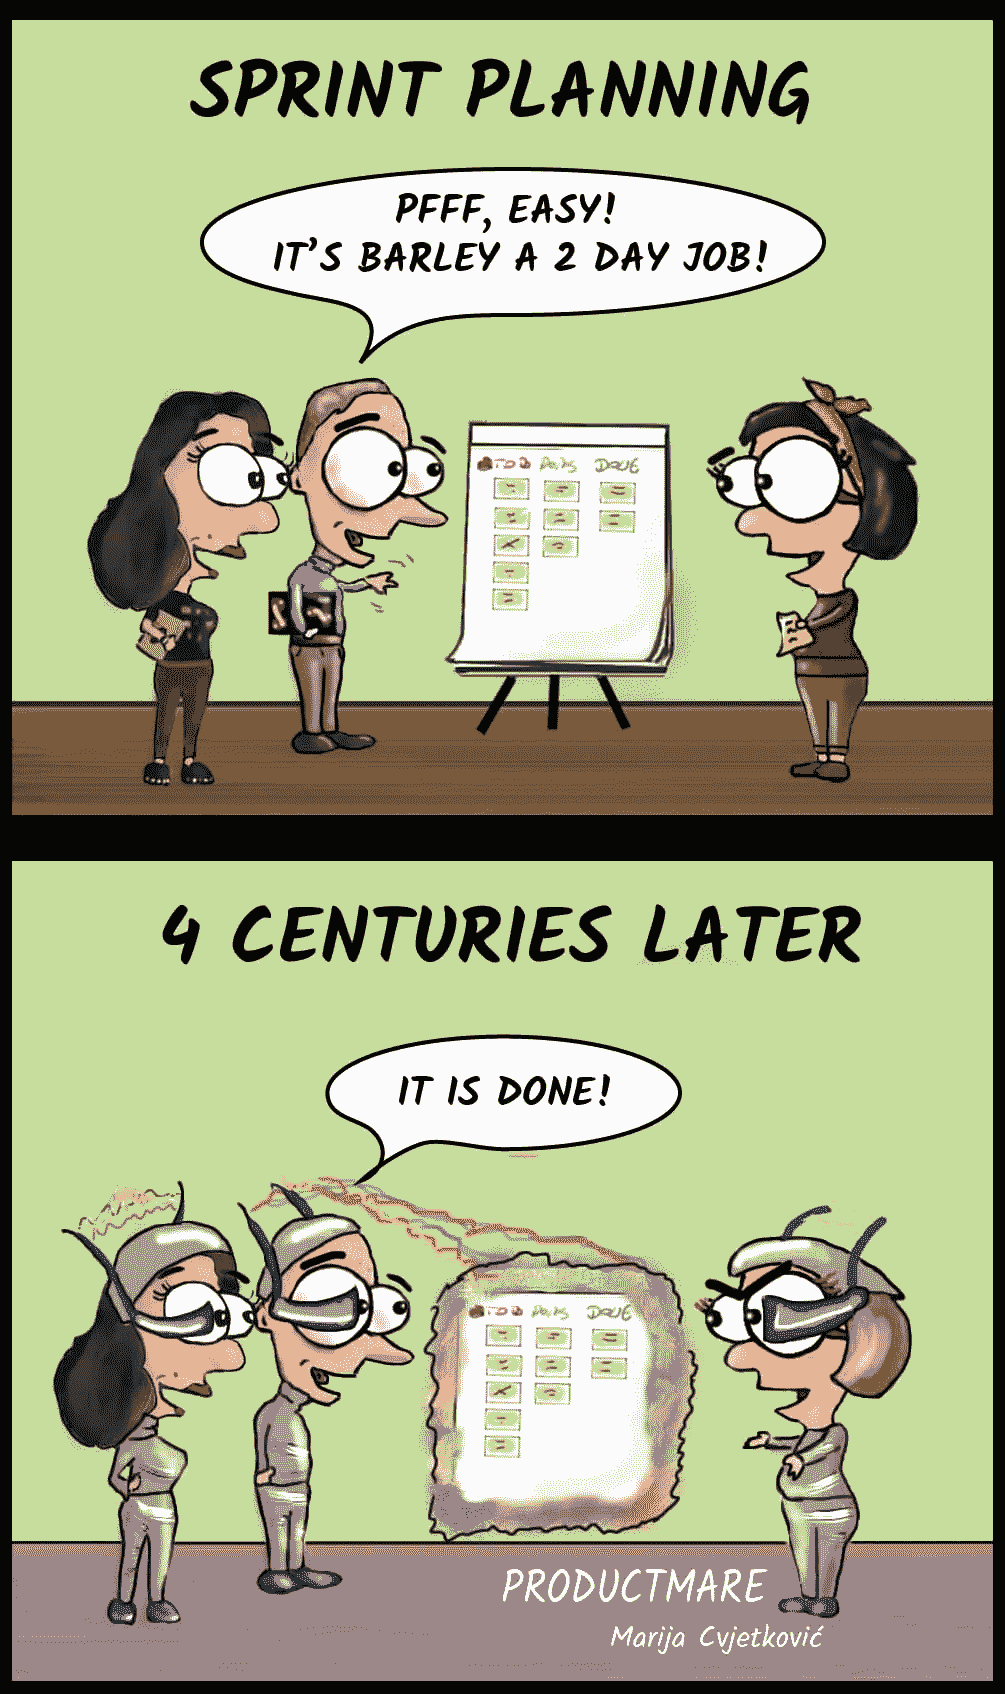 SPRINT PLANNING
PFFF, EASY!
IT'S BARLEY A 2 DAY JOB!
4 CENTURIES LATER
IT IS DONE!
PRODUCTMARE
Marija Cvjetković